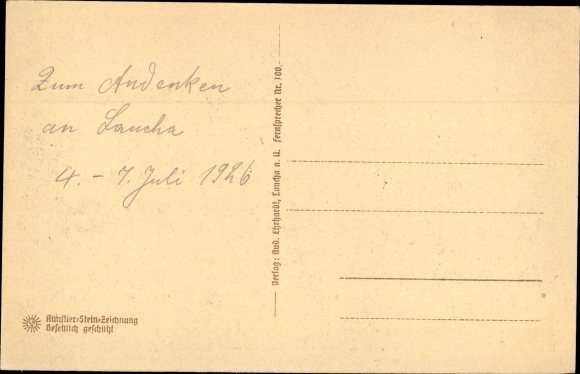 Zum Andenken
an Laucha
4. - 7. Juli 1926
Verlag: Rud. Ehrhardt, Laucha a. U. Fernsprecher Nr. 100.
Künstler-Stein-Zeichnung
Gesetzlich geschützt